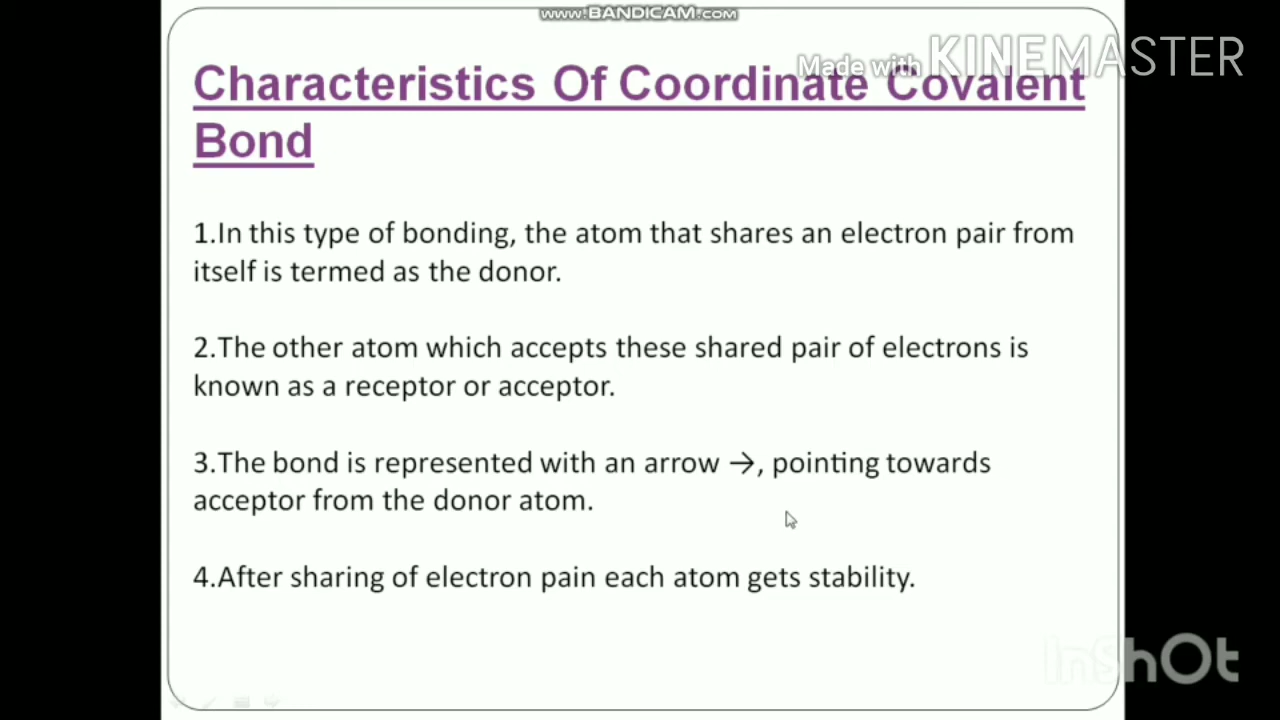 www.BANDICAM.com
Made with KINEMASTER
Characteristics Of Coordinate Covalent
Bond
1.In this type of bonding, the atom that shares an electron pair from
itself is termed as the donor.
2.The other atom which accepts these shared pair of electrons is
known as a receptor or acceptor.
3.The bond is represented with an arrow →, pointing towards
acceptor from the donor atom.
4.After sharing of electron pain each atom gets stability.
InShOt